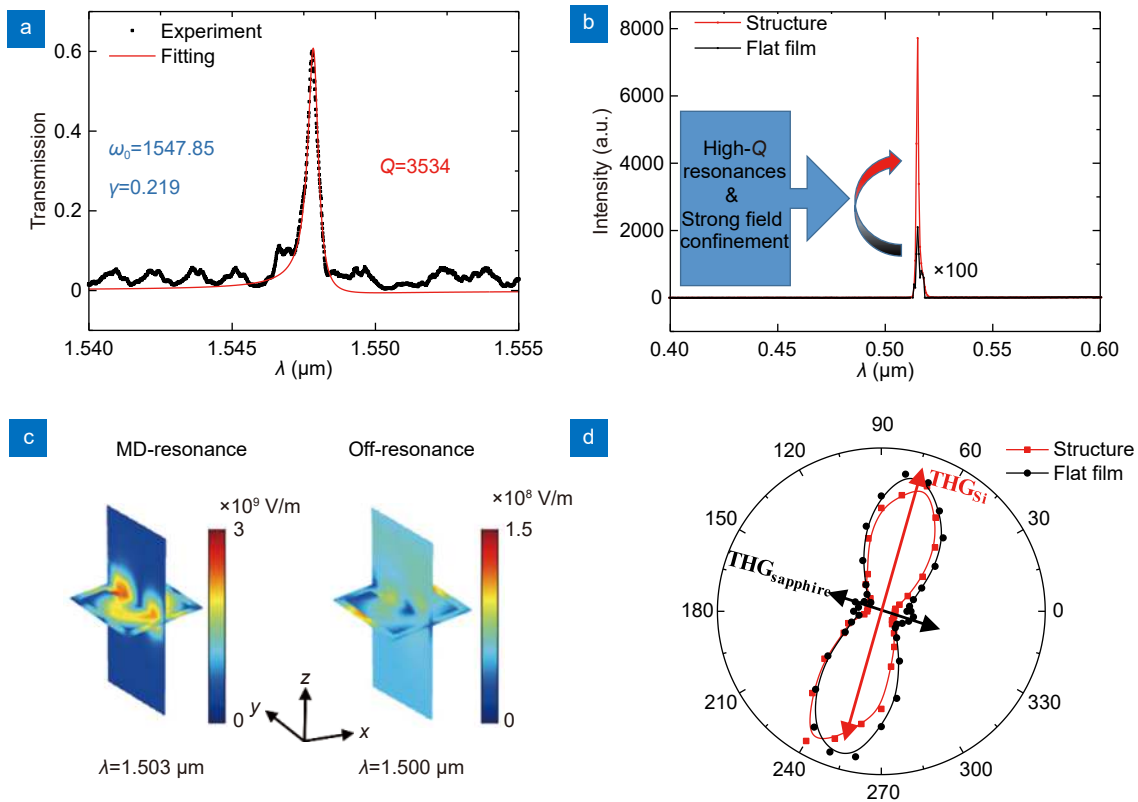 a
Experiment
Fitting
ω₀=1547.85
γ=0.219
Q=3534
Transmission
0.6
0.4
0.2
0
1.540
1.545
1.550
1.555
λ (μm)
b
Structure
Flat film
High-Q
resonances
&
Strong field
confinement
×100
Intensity (a.u.)
8000
6000
4000
2000
0
0.40
0.45
0.50
0.55
0.60
λ (μm)
c
MD-resonance
Off-resonance
×10⁹ V/m
3
0
×10⁸ V/m
1.5
0
z
y
x
λ=1.503 μm
λ=1.500 μm
d
Structure
Flat film
90
120
60
150
30
180
0
210
330
240
300
270
THG_Si
THG_sapphire